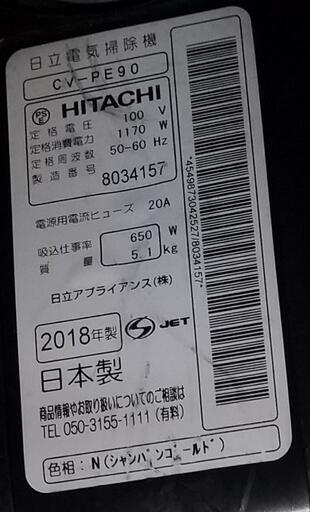 日立電気掃除機
CV-PE90
PSE HITACHI
定格電圧 100 V
定格消費電力 1170 W
定格周波数 50-60 Hz
製造番号 8034157
電源用電流ヒューズ 20A
吸込仕事率 650 W
質量 5.1 kg
日立アプライアンス(株)
2018年製 S JET
日本製
商品情報やお取り扱いについてのご相談は
TEL 050-3155-1111 (有料)
色相:N(シャンパンゴールド)
*4549873042527/8034157*